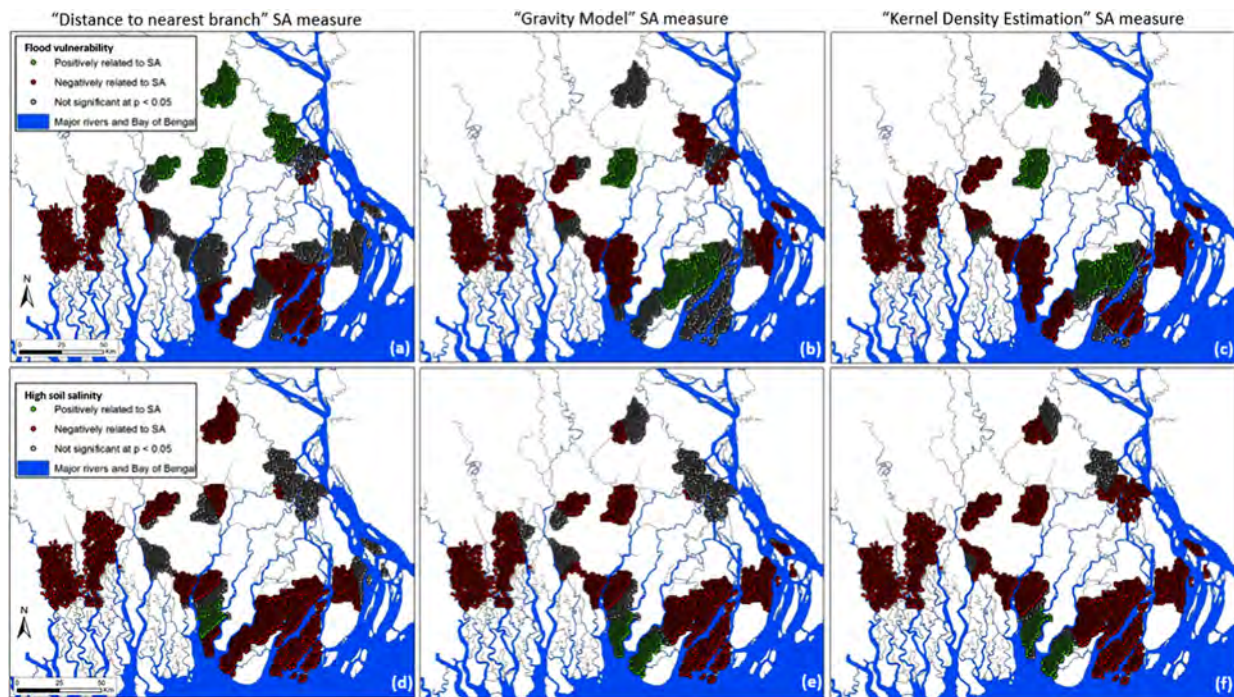 “Distance to nearest branch” SA measure
“Gravity Model” SA measure
“Kernel Density Estimation” SA measure
Flood vulnerability
Positively related to SA
Negatively related to SA
Not significant at p < 0.05
Major rivers and Bay of Bengal
N
0 25 50
Km
(a)
(b)
(c)
High soil salinity
Positively related to SA
Negatively related to SA
Not significant at p < 0.05
Major rivers and Bay of Bengal
N
0 25 50
Km
(d)
(e)
(f)